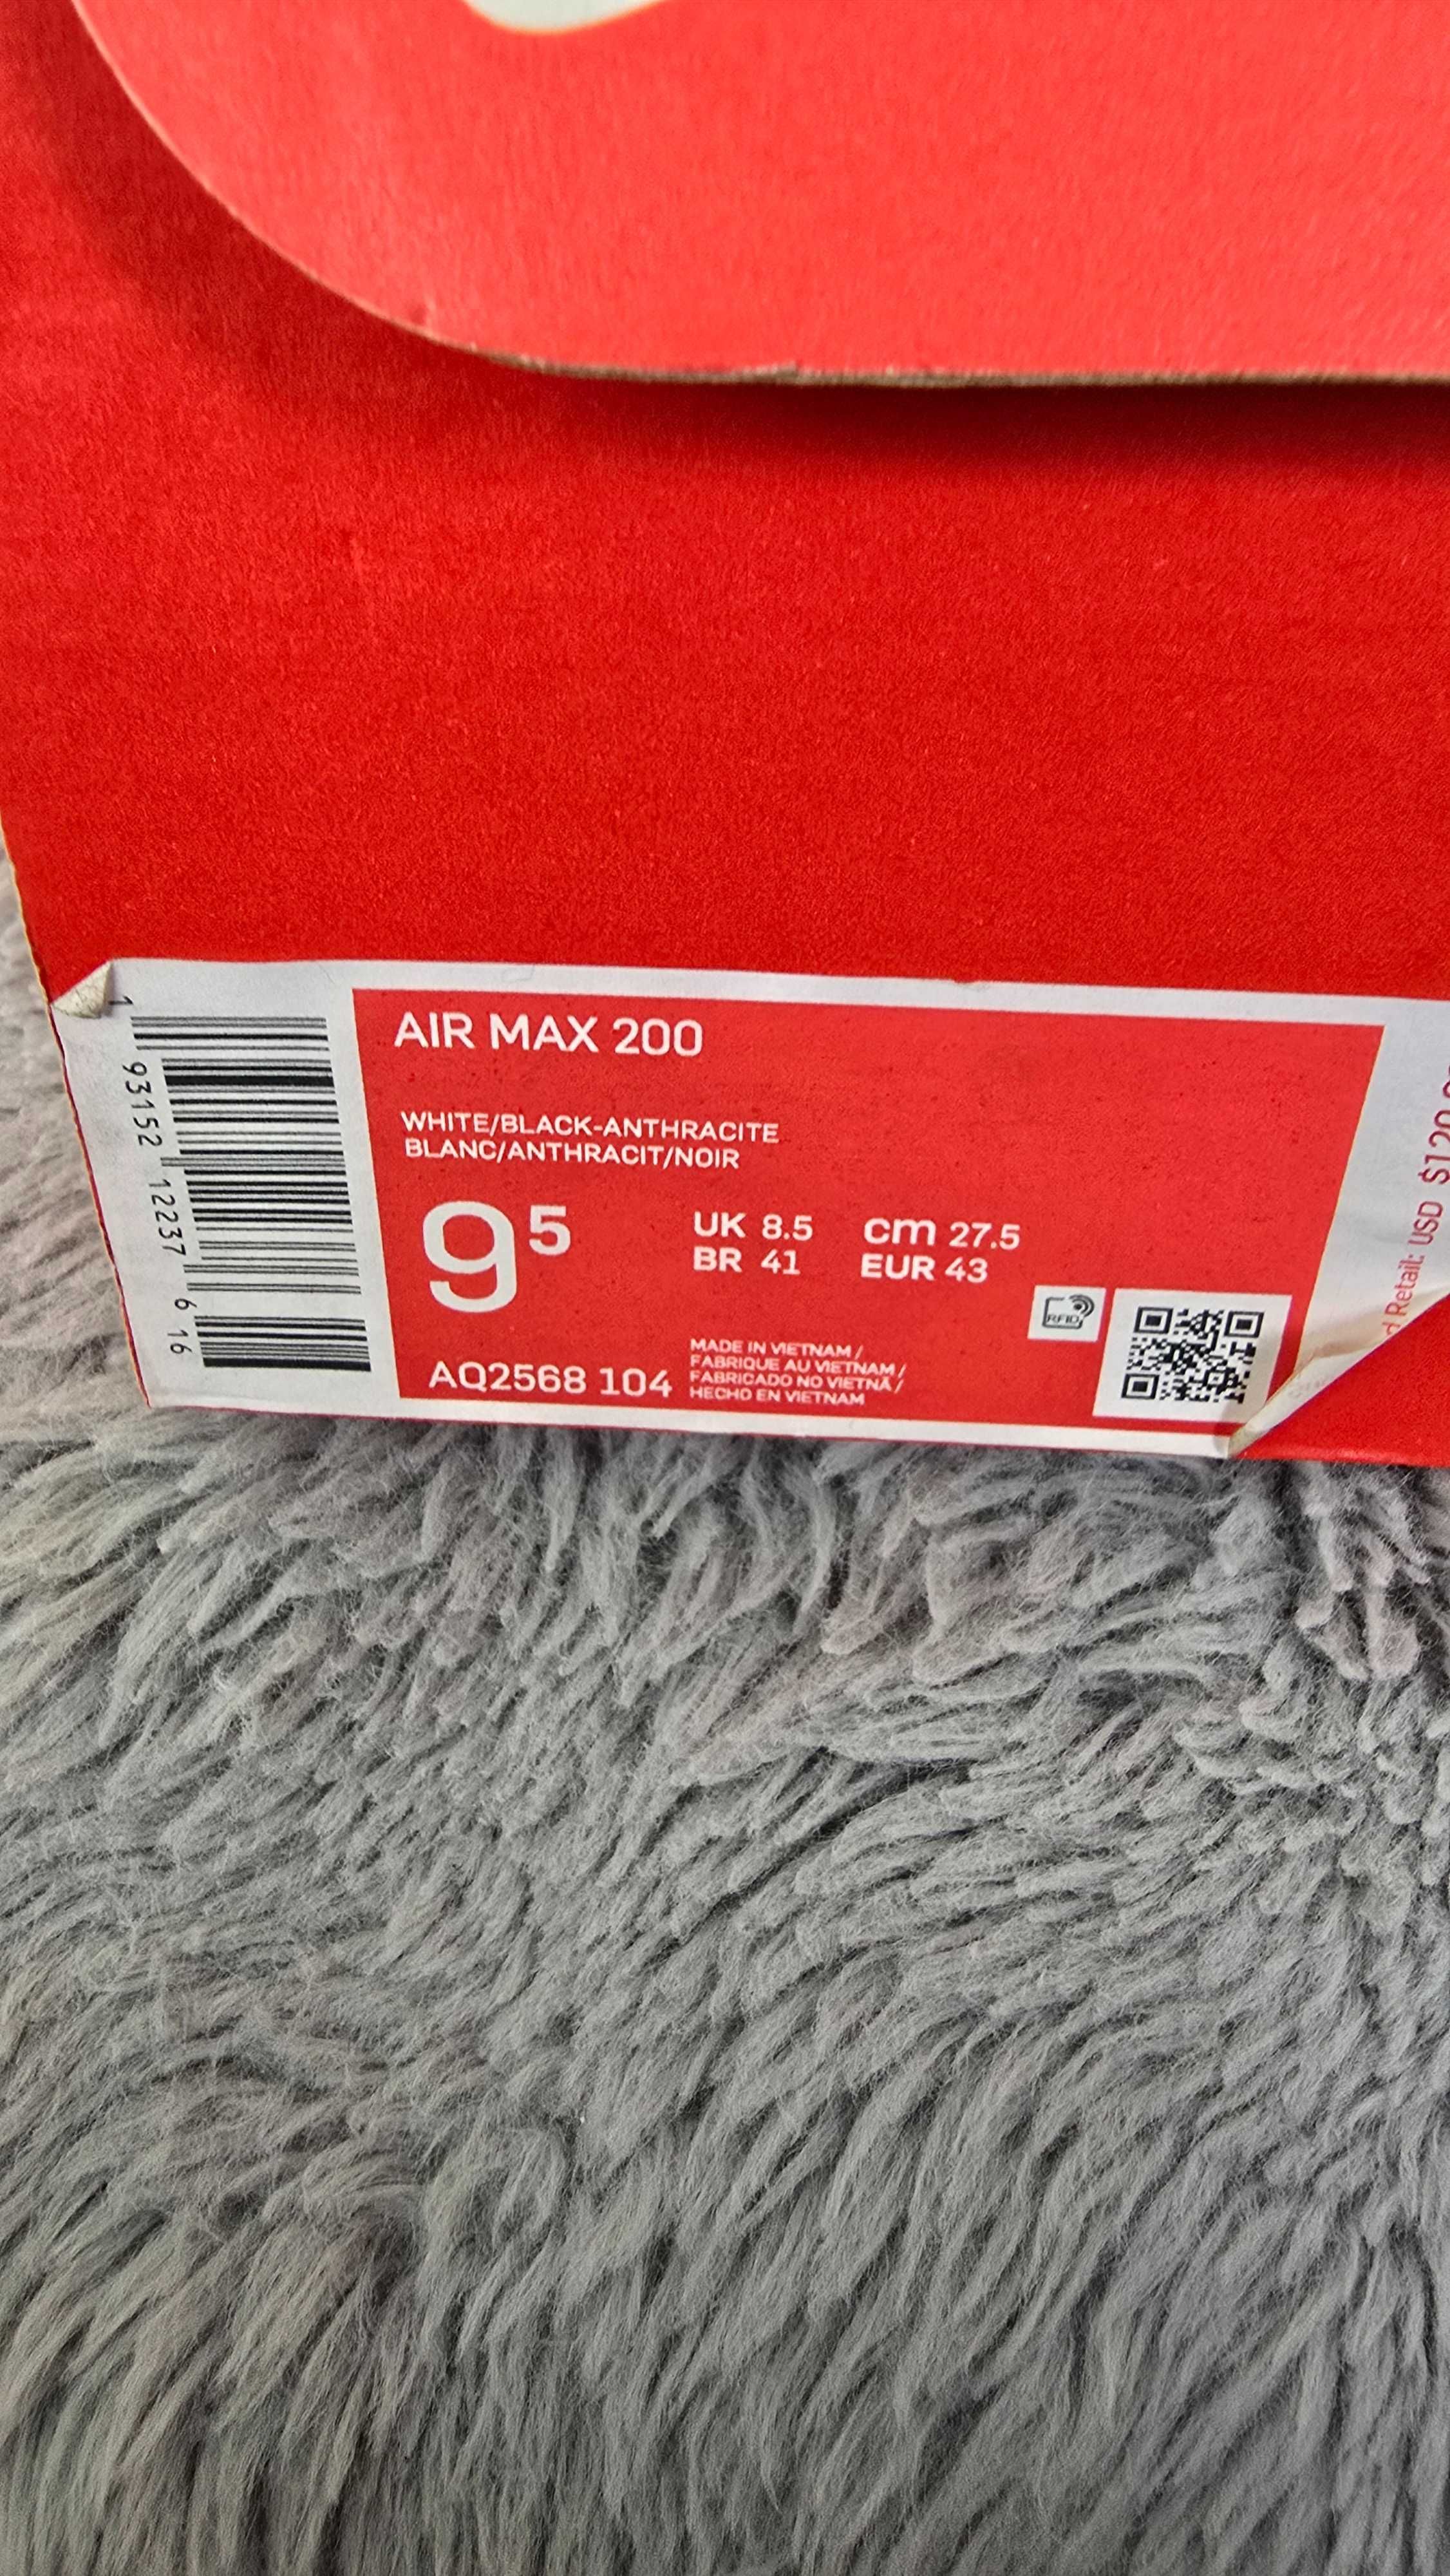 AIR MAX 200
WHITE/BLACK-ANTHRACITE
BLANC/ANTHRACIT/NOIR
9 5
UK 8.5 cm 27.5
BR 41 EUR 43
AQ2568 104
MADE IN VIETNAM /
FABRIQUE AU VIETNAM /
FABRICADO NO VIETNÃ /
HECHO EN VIETNAM
RFID
1 93152 12237 6 16
Retail: USD $120